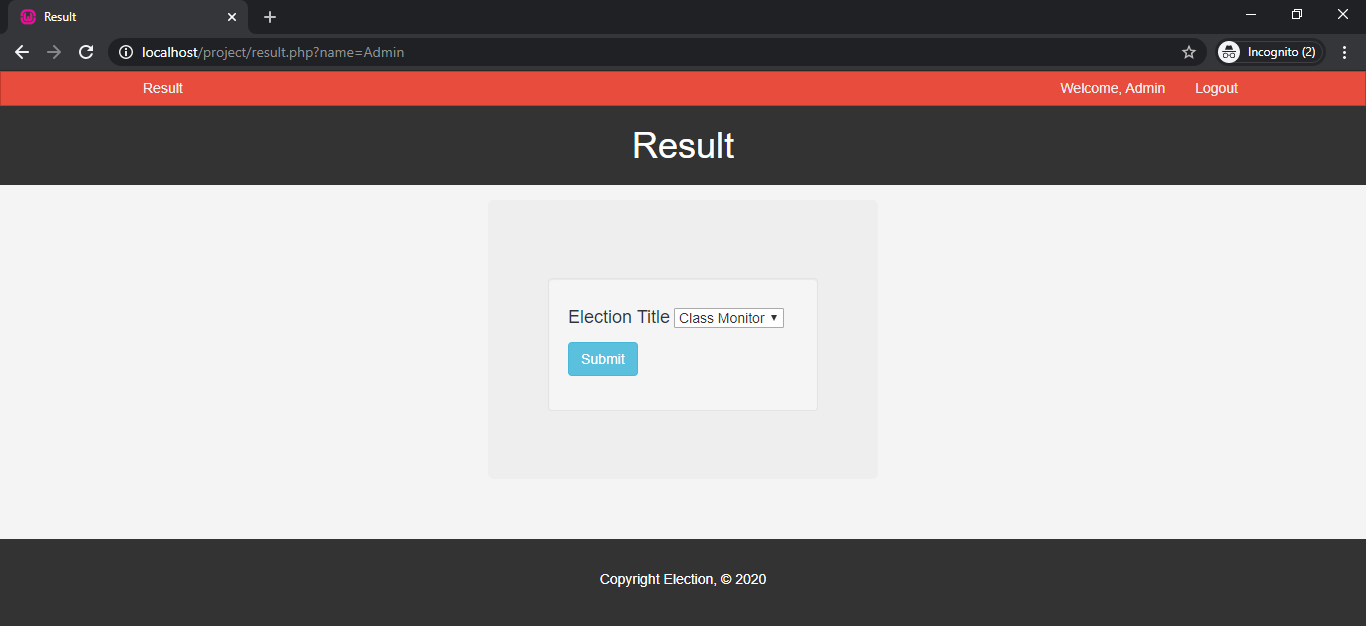 Result
localhost/project/result.php?name=Admin
Incognito (2)
Result
Welcome, Admin
Logout
Result
Election Title Class Monitor
Submit
Copyright Election, © 2020